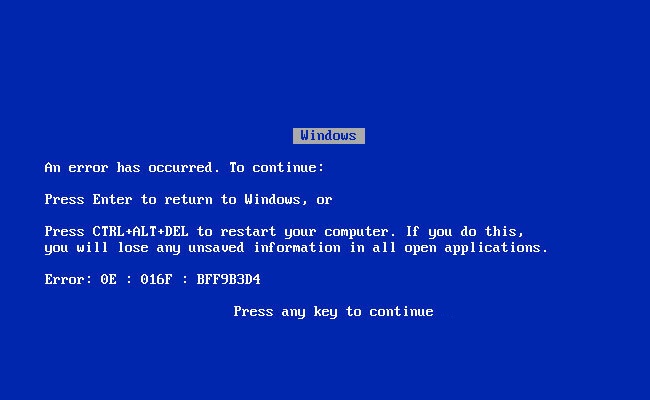 Windows
An error has occurred. To continue:
Press Enter to return to Windows, or
Press CTRL+ALT+DEL to restart your computer. If you do this,
you will lose any unsaved information in all open applications.
Error: 0E : 016F : BFF9B3D4
Press any key to continue